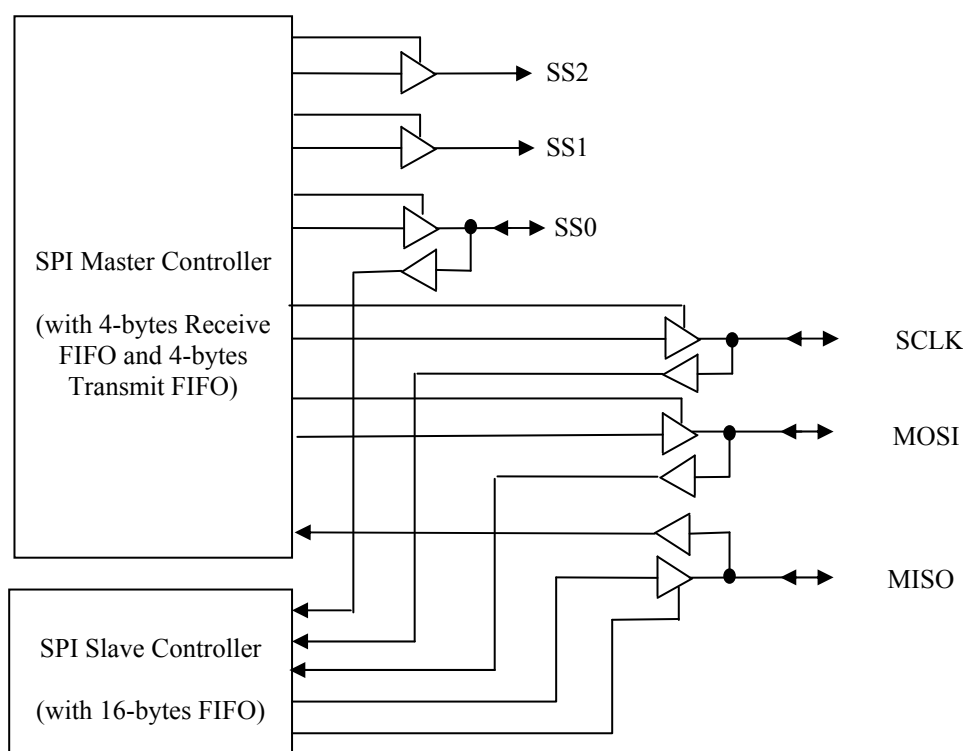 SS2
SS1
SS0
SPI Master Controller
(with 4-bytes Receive
FIFO and 4-bytes
Transmit FIFO)
SCLK
MOSI
MISO
SPI Slave Controller
(with 16-bytes FIFO)